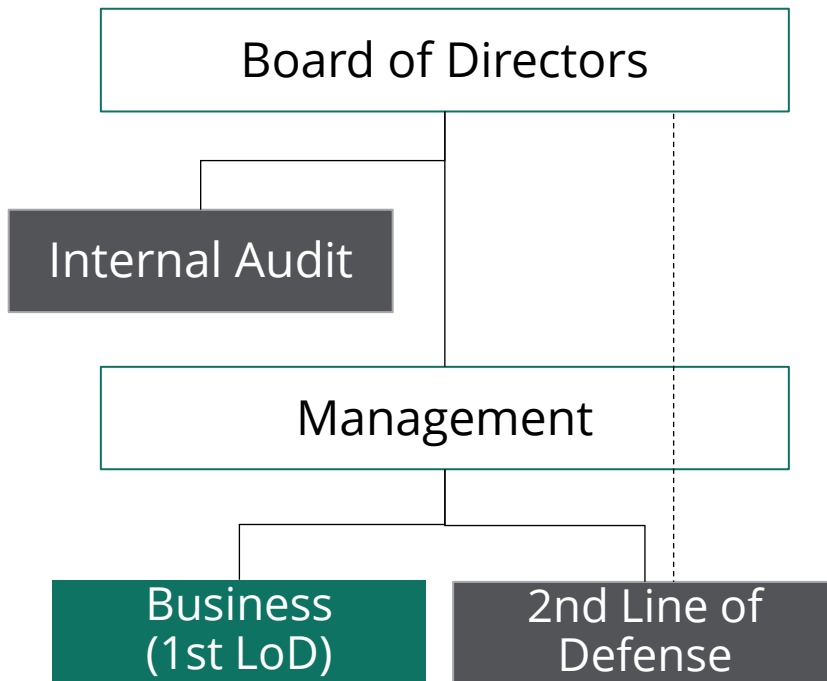 Board of Directors
Internal Audit
Management
Business
(1st LoD)
2nd Line of
Defense